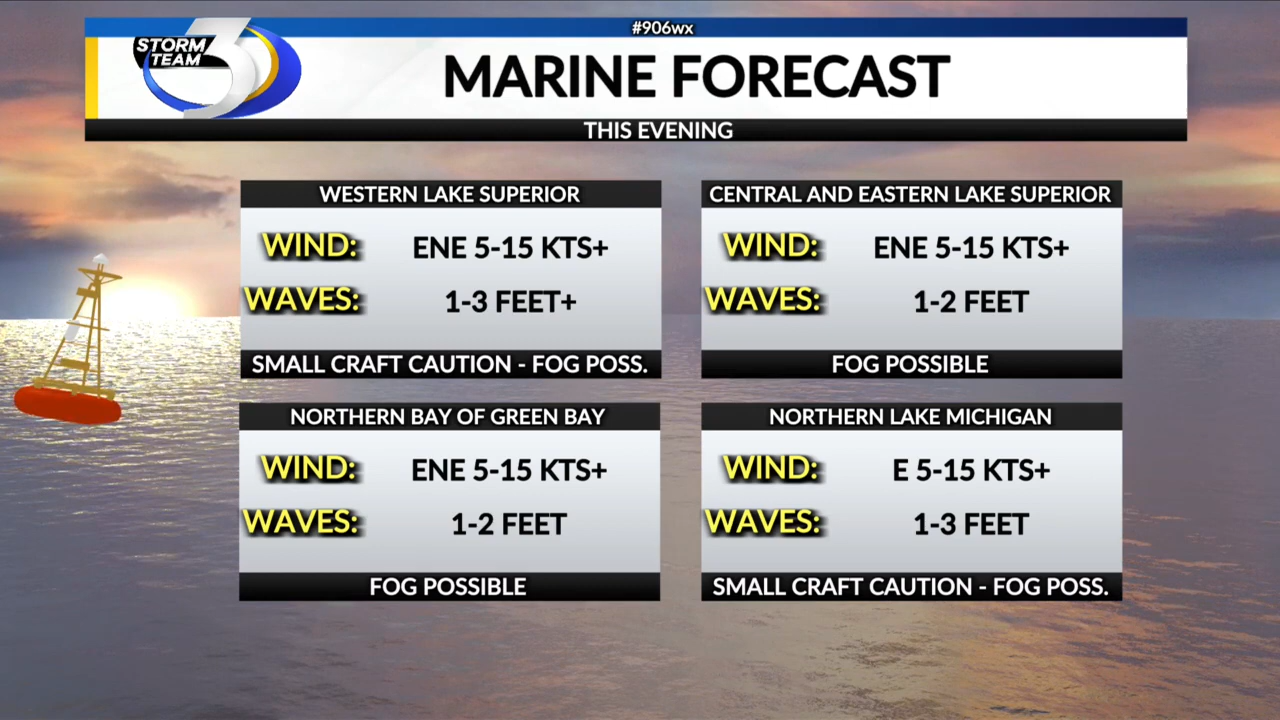 #906wx
STORM
TEAM
3
MARINE FORECAST
THIS EVENING
WESTERN LAKE SUPERIOR
WIND: ENE 5-15 KTS+
WAVES: 1-3 FEET+
SMALL CRAFT CAUTION - FOG POSS.
CENTRAL AND EASTERN LAKE SUPERIOR
WIND: ENE 5-15 KTS+
WAVES: 1-2 FEET
FOG POSSIBLE
NORTHERN BAY OF GREEN BAY
WIND: ENE 5-15 KTS+
WAVES: 1-2 FEET
FOG POSSIBLE
NORTHERN LAKE MICHIGAN
WIND: E 5-15 KTS+
WAVES: 1-3 FEET
SMALL CRAFT CAUTION - FOG POSS.